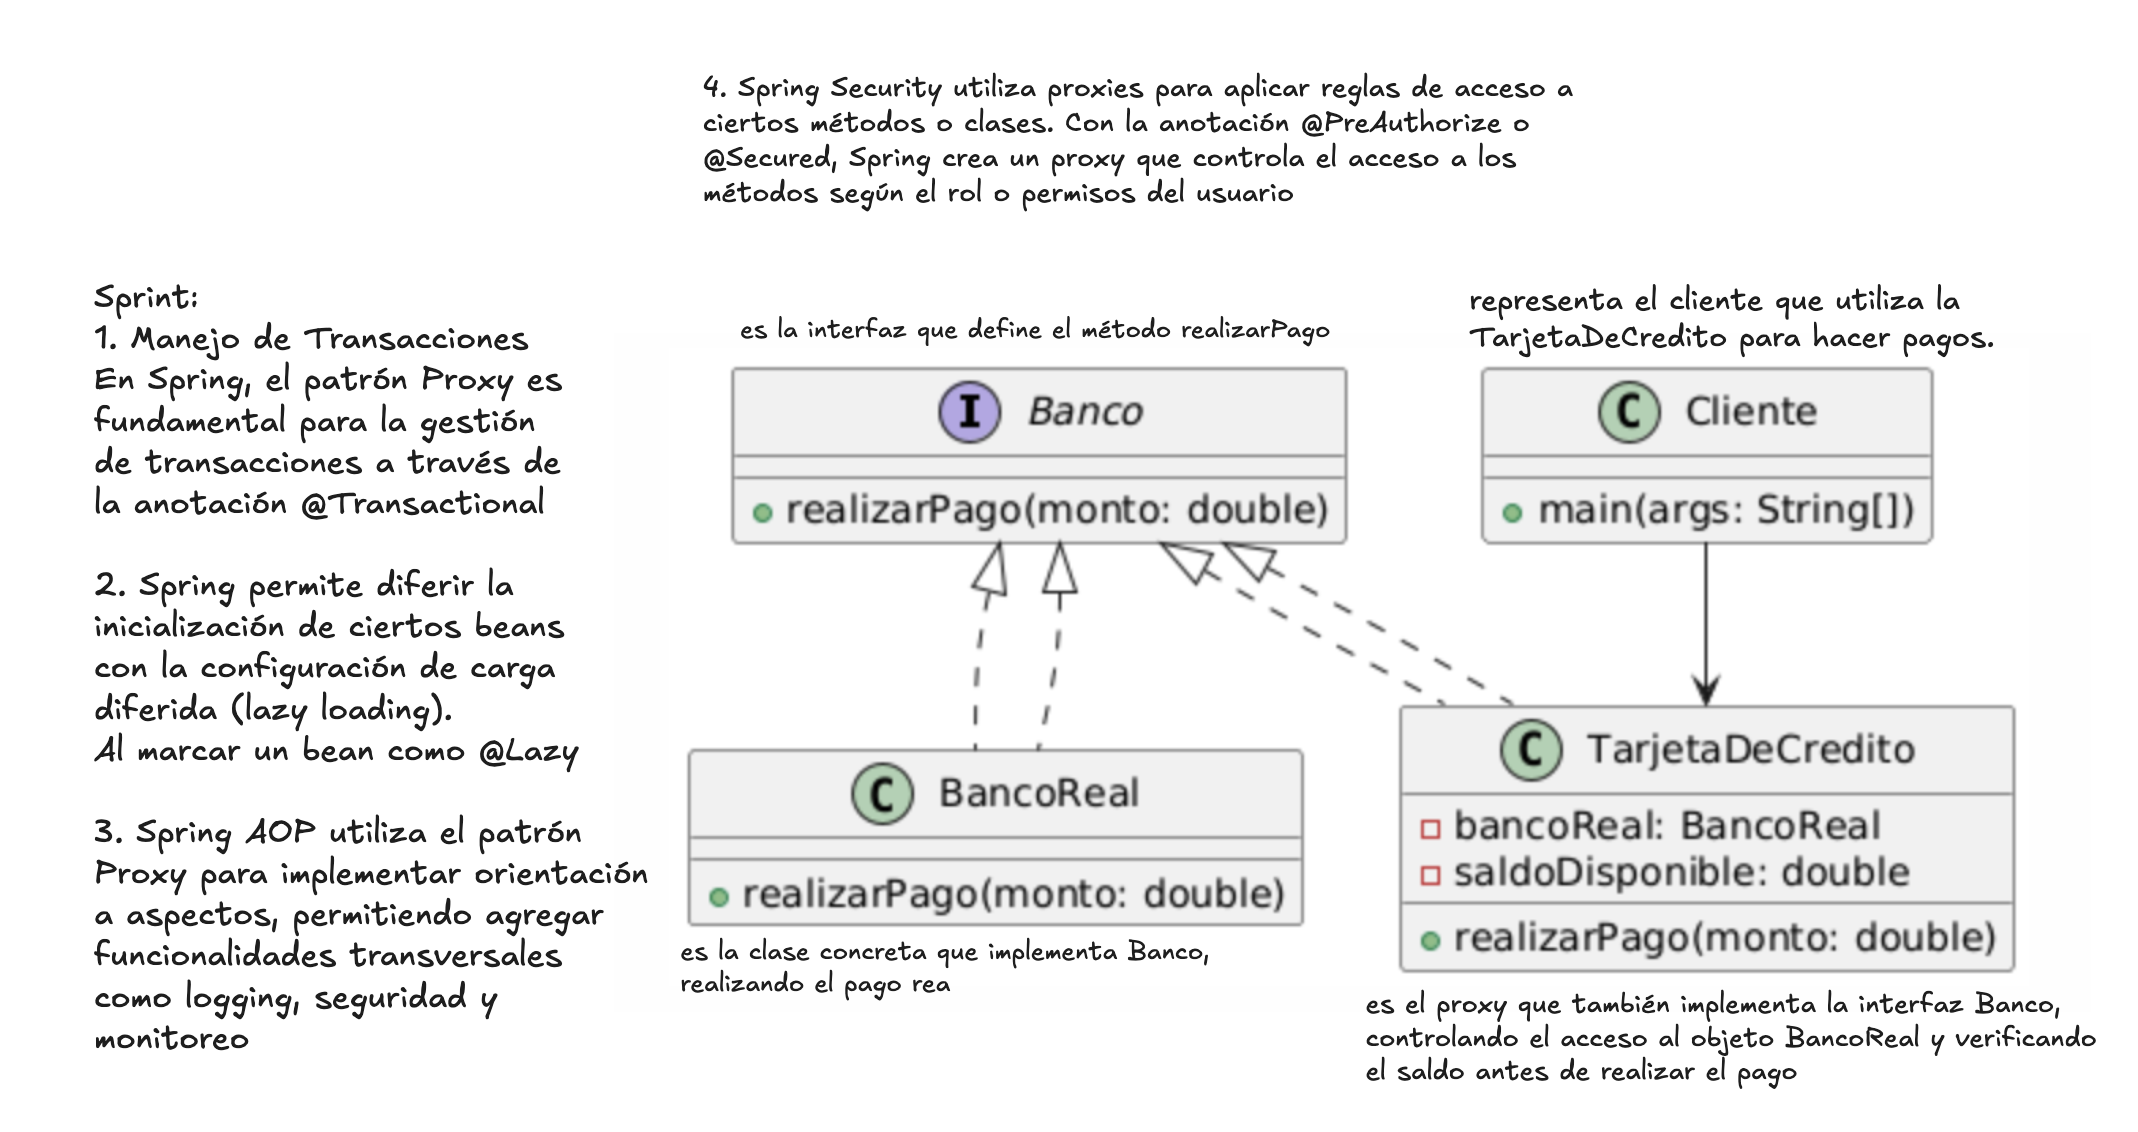 4. Spring Security utiliza proxies para aplicar reglas de acceso a
ciertos métodos o clases. Con la anotación @PreAuthorize o
@Secured, Spring crea un proxy que controla el acceso a los
métodos según el rol o permisos del usuario
Sprint:
1. Manejo de Transacciones
En Spring, el patrón Proxy es
fundamental para la gestión
de transacciones a través de
la anotación @Transactional
2. Spring permite diferir la
inicialización de ciertos beans
con la configuración de carga
diferida (lazy loading).
Al marcar un bean como @Lazy
3. Spring AOP utiliza el patrón
Proxy para implementar orientación
a aspectos, permitiendo agregar
funcionalidades transversales
como logging, seguridad y
monitoreo
es la interfaz que define el método realizarPago
I Banco
realizarPago(monto: double)
representa el cliente que utiliza la
TarjetaDeCredito para hacer pagos.
C Cliente
main(args: String[])
C BancoReal
realizarPago(monto: double)
es la clase concreta que implementa Banco,
realizando el pago rea
C TarjetaDeCredito
bancoReal: BancoReal
saldoDisponible: double
realizarPago(monto: double)
es el proxy que también implementa la interfaz Banco,
controlando el acceso al objeto BancoReal y verificando
el saldo antes de realizar el pago